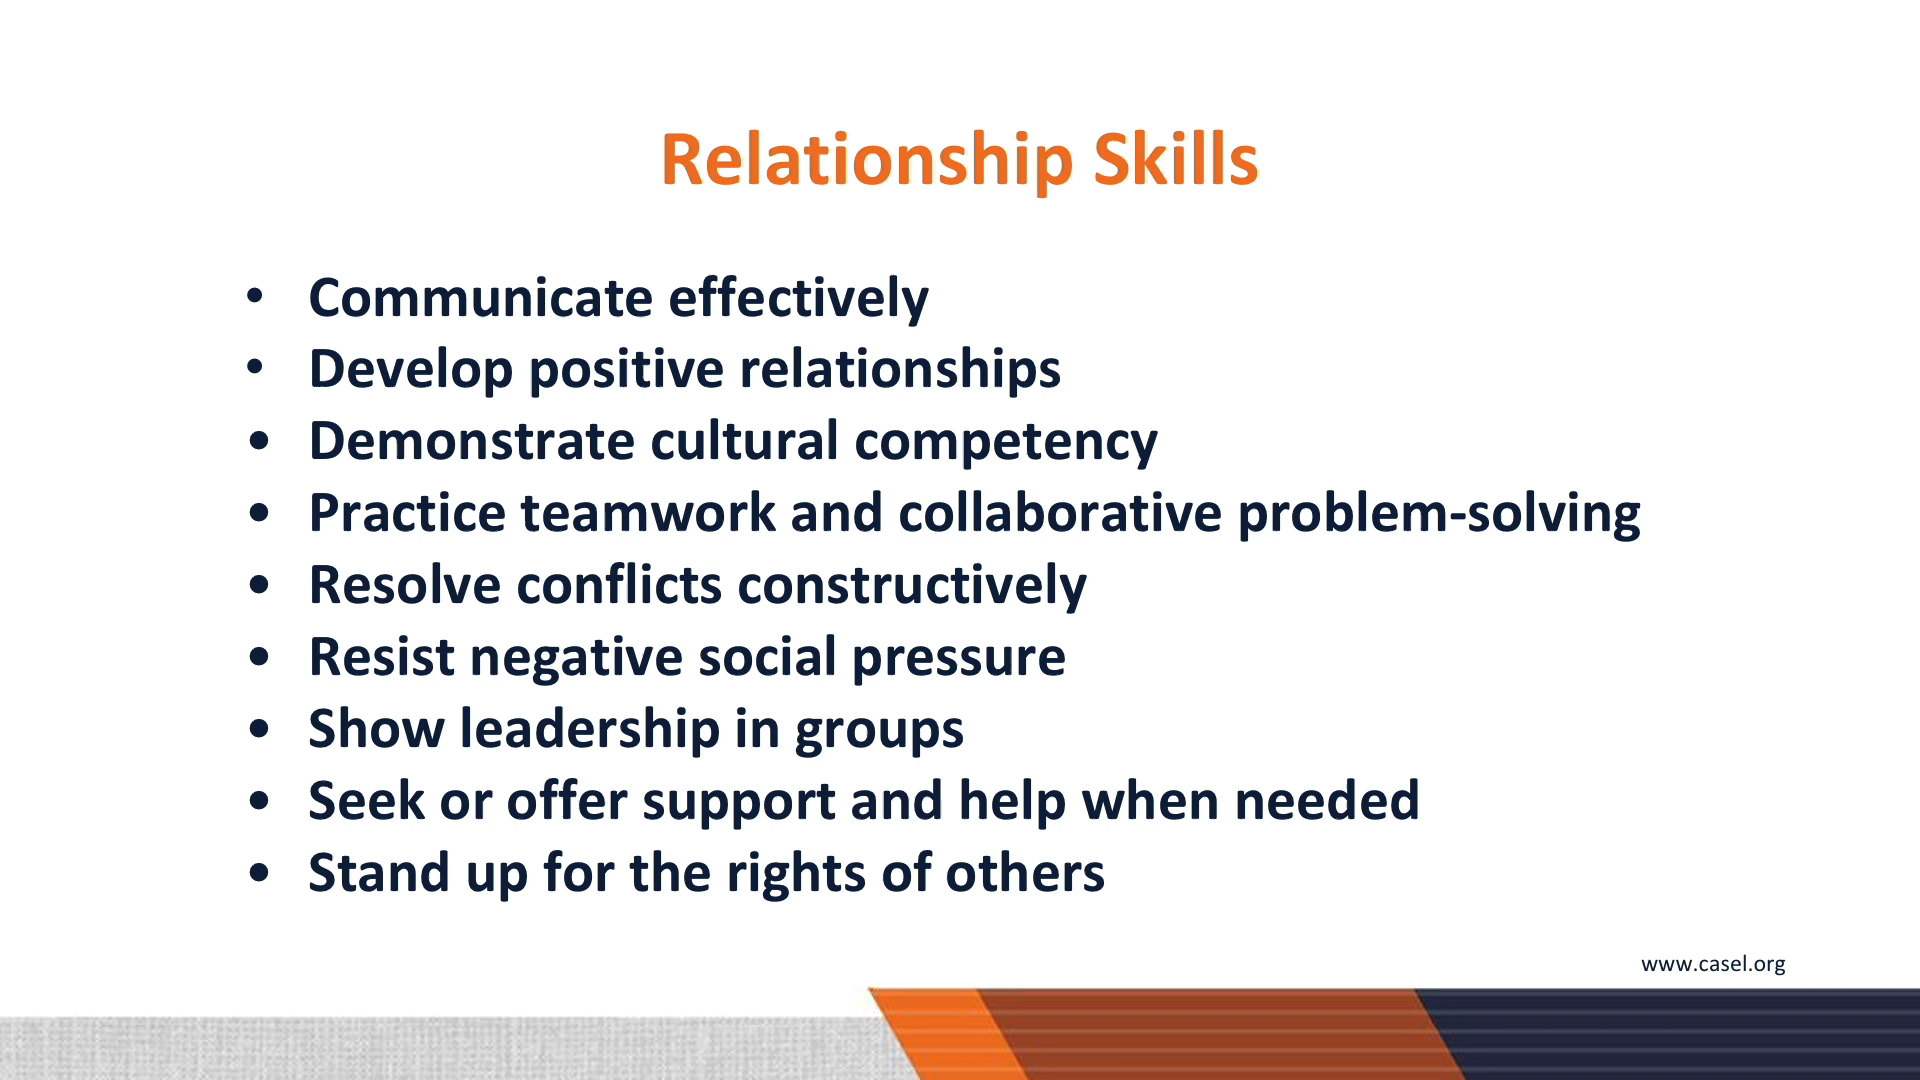 Relationship Skills
• Communicate effectively
• Develop positive relationships
• Demonstrate cultural competency
• Practice teamwork and collaborative problem-solving
• Resolve conflicts constructively
• Resist negative social pressure
• Show leadership in groups
• Seek or offer support and help when needed
• Stand up for the rights of others
www.casel.org